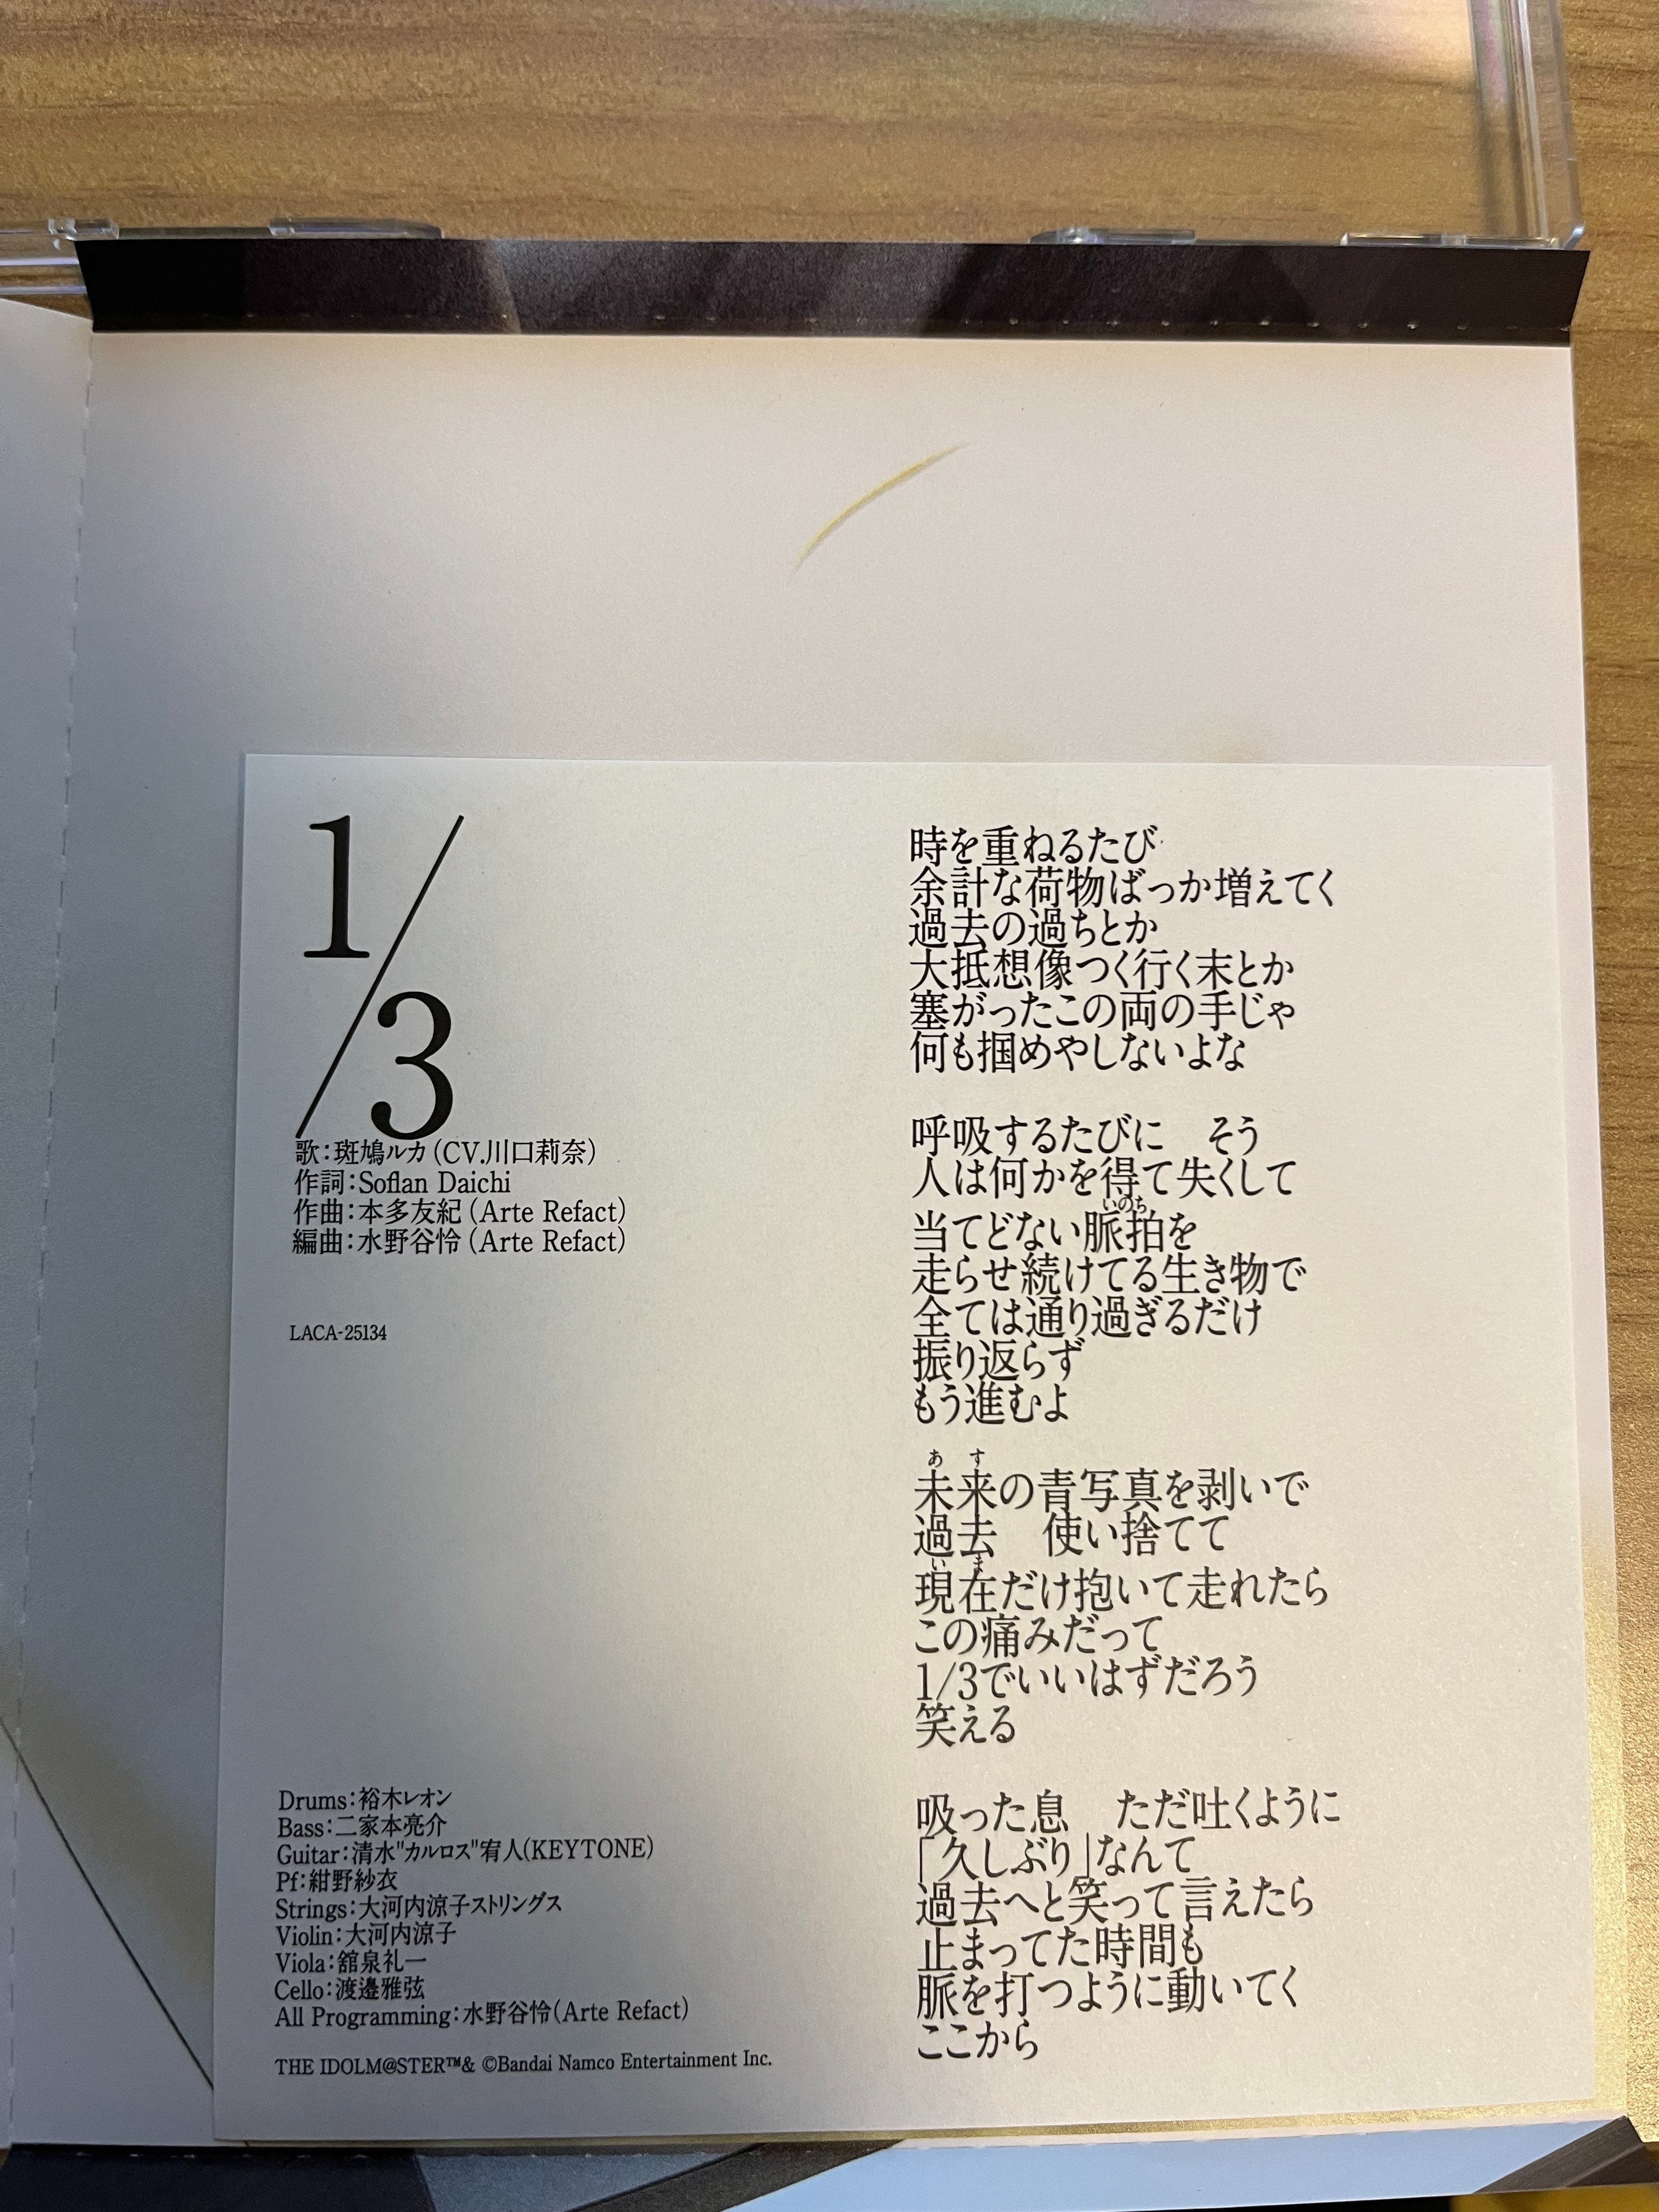 1/3
歌:斑鳩ルカ(CV.川口莉奈)
作詞:Soflan Daichi
作曲:本多友紀(Arte Refact)
編曲:水野谷怜(Arte Refact)
LACA-25134
Drums:裕木レオン
Bass:二家本亮介
Guitar:清水"カルロス"宥人(KEYTONE)
Pf:紺野紗衣
Strings:大河内涼子ストリングス
Violin:大河内涼子
Viola:舘泉礼一
Cello:渡邉雅弦
All Programming:水野谷怜(Arte Refact)
THE IDOLM@STER™& ©Bandai Namco Entertainment Inc.
時を重ねるたび
余計な荷物ばっか増えてく
過去の過ちとか
大抵想像つく行く末とか
塞がったこの両の手じゃ
何も掴めやしないよな
呼吸するたびに　そう
人は何かを得て失くして
いのち
当てどない脈拍を
走らせ続けてる生き物で
全ては通り過ぎるだけ
振り返らず
もう進むよ
あす
未来の青写真を剥いで
過去　使い捨てて
いま
現在だけ抱いて走れたら
この痛みだって
1/3でいいはずだろう
笑える
吸った息　ただ吐くように
「久しぶり」なんて
過去へと笑って言えたら
止まってた時間も
脈を打つように動いてく
ここから